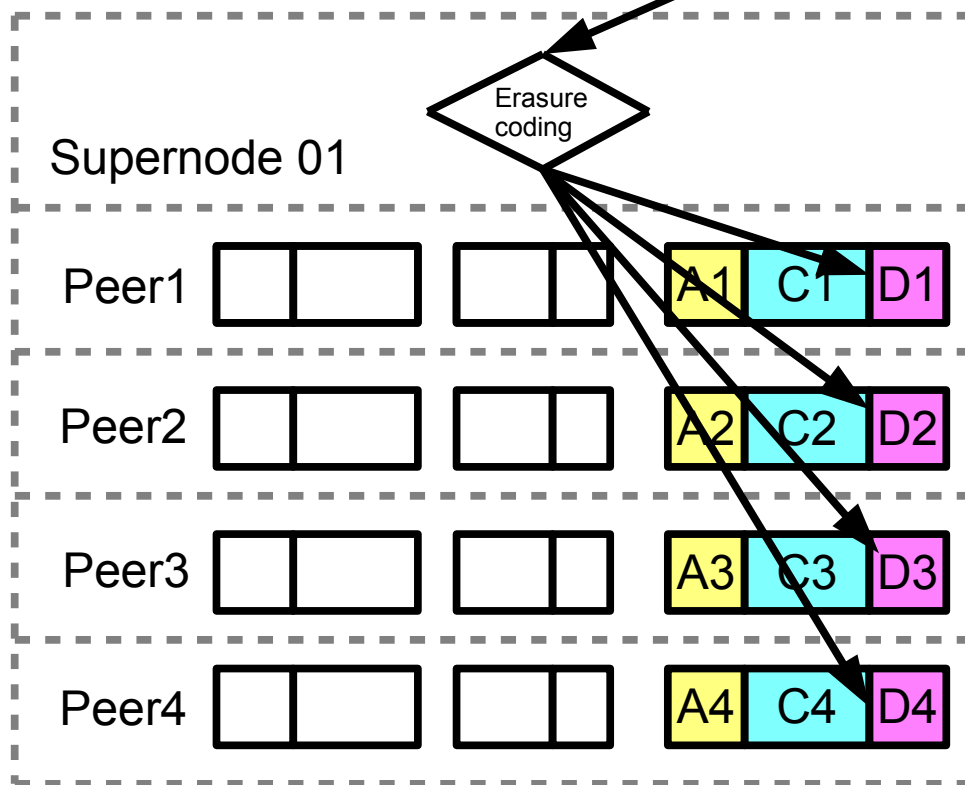 Erasure
coding
Supernode 01
Peer1 A1 C1 D1
Peer2 A2 C2 D2
Peer3 A3 C3 D3
Peer4 A4 C4 D4